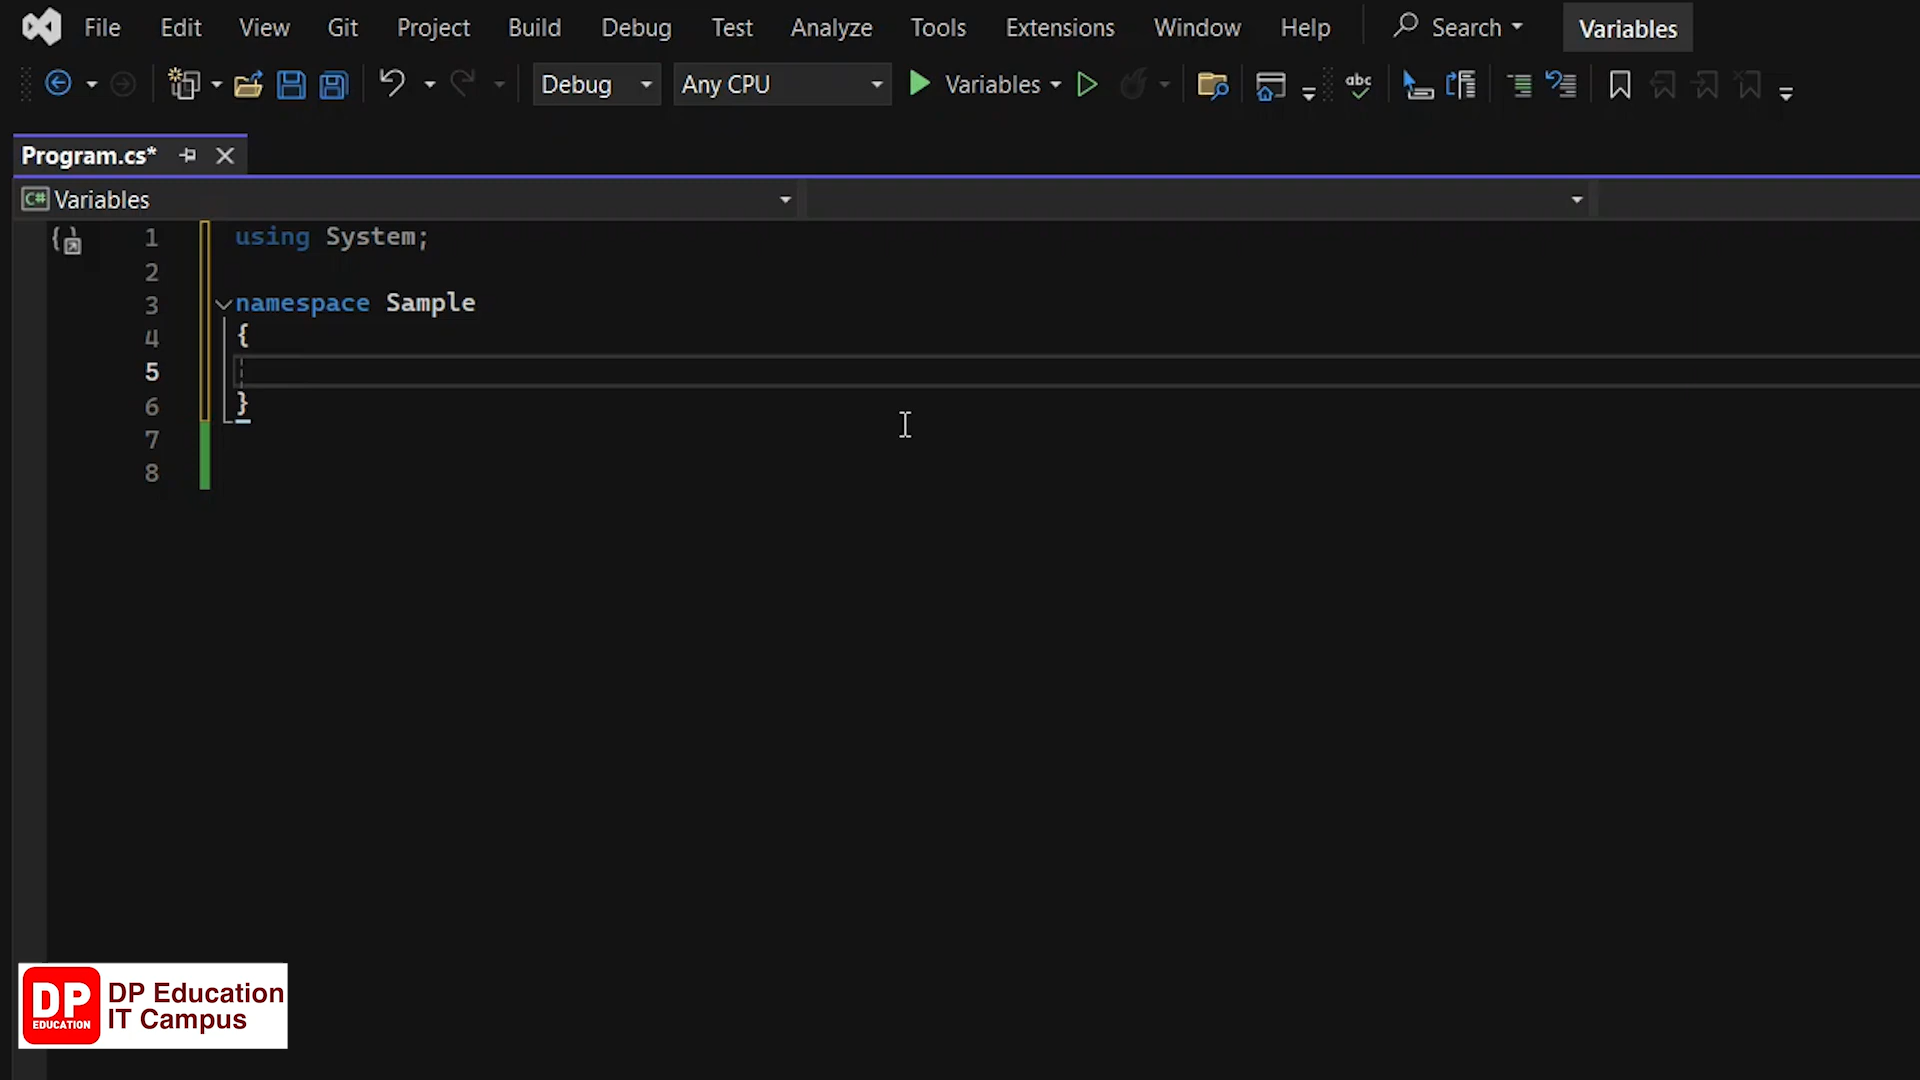 File Edit View Git Project Build Debug Test Analyze Tools Extensions Window Help Search Variables
Debug Any CPU Variables abc
Program.cs*
C# Variables
1 using System;
2
3 namespace Sample
4 {
5
6 }
7
8
DP EDUCATION
DP Education
IT Campus